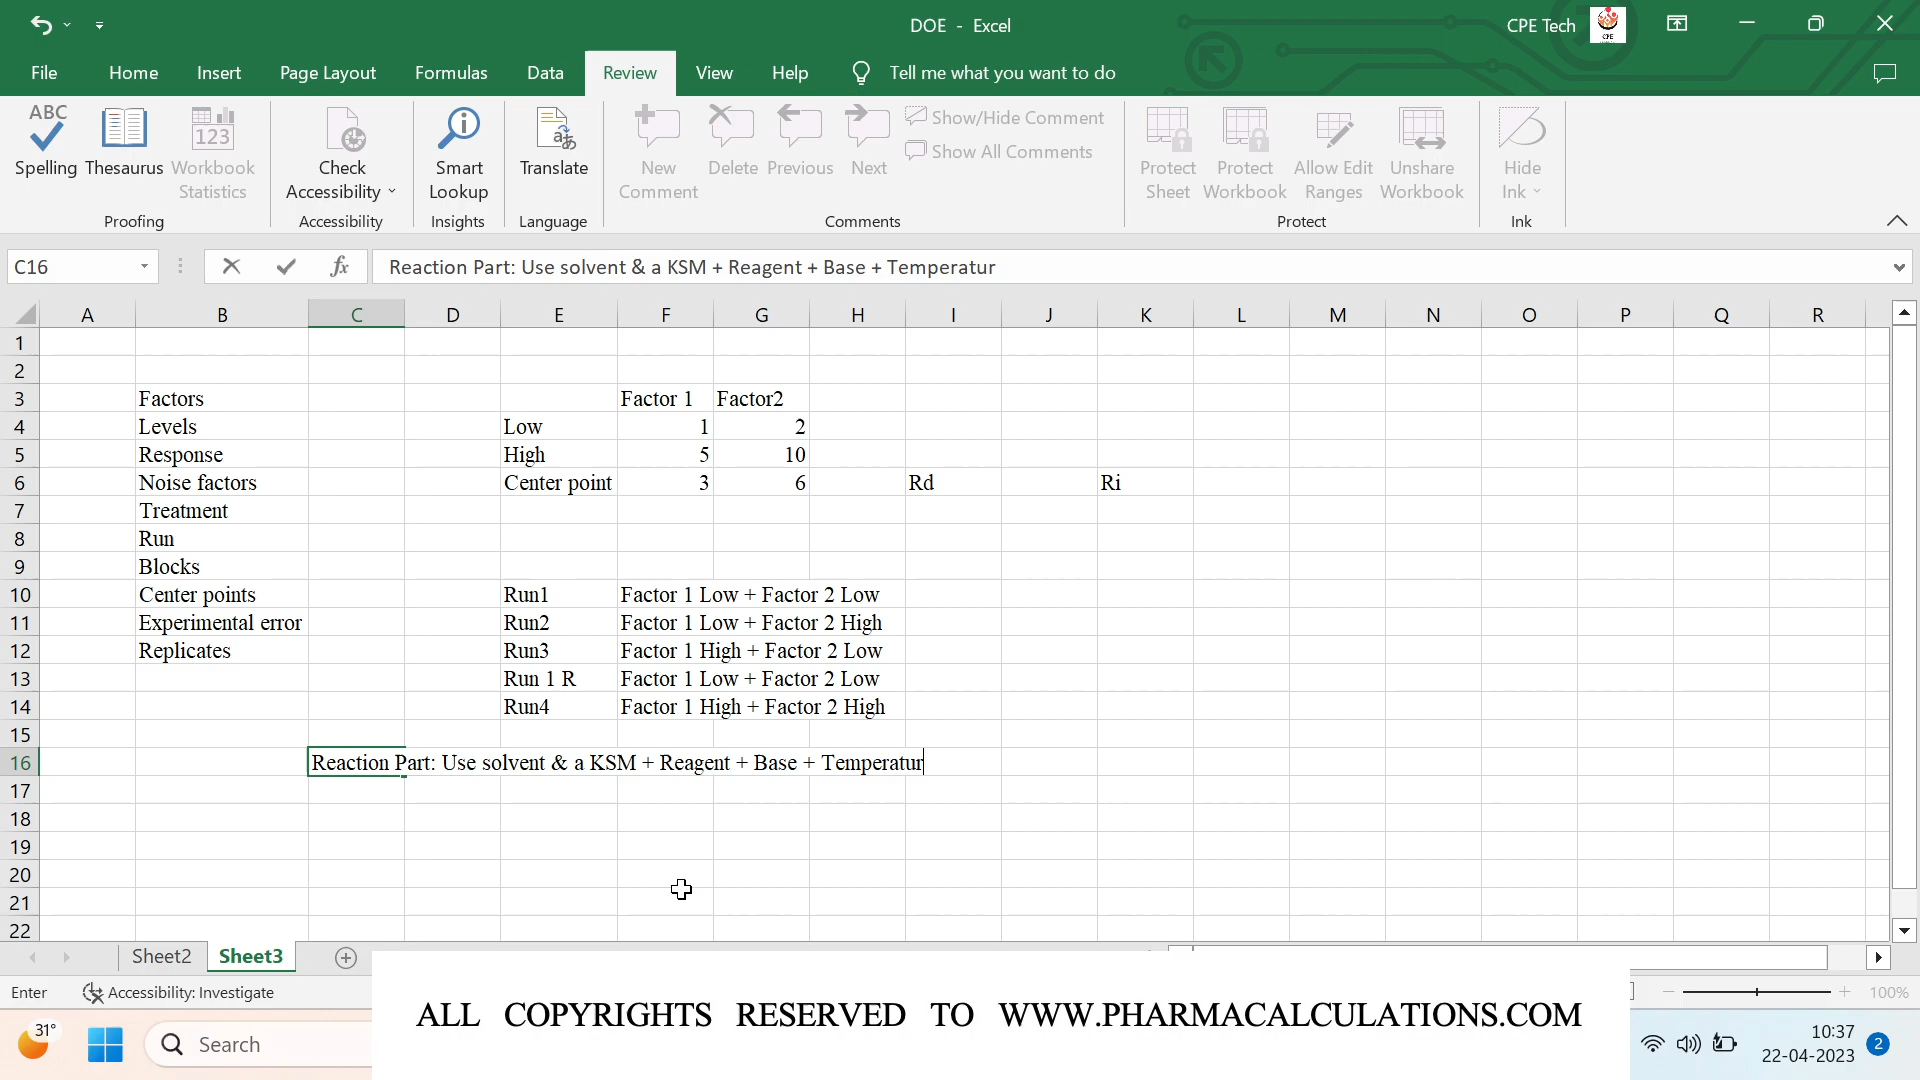 DOE - Excel
CPE Tech
CPE
File Home Insert Page Layout Formulas Data Review View Help Tell me what you want to do
ABC
123
Spelling Thesaurus Workbook Statistics
Check Accessibility
Smart Lookup
Translate
New Comment
Delete Previous Next
Show/Hide Comment
Show All Comments
Protect Sheet
Protect Workbook
Allow Edit Ranges
Unshare Workbook
Hide Ink
Proofing Accessibility Insights Language Comments Protect Ink
C16 fx Reaction Part: Use solvent & a KSM + Reagent + Base + Temperatur
A B C D E F G H I J K L M N O P Q R
1
2
3 Factors Factor 1 Factor2
4 Levels Low 1 2
5 Response High 5 10
6 Noise factors Center point 3 6 Rd Ri
7 Treatment
8 Run
9 Blocks
10 Center points Run1 Factor 1 Low + Factor 2 Low
11 Experimental error Run2 Factor 1 Low + Factor 2 High
12 Replicates Run3 Factor 1 High + Factor 2 Low
13 Run 1 R Factor 1 Low + Factor 2 Low
14 Run4 Factor 1 High + Factor 2 High
15
16 Reaction Part: Use solvent & a KSM + Reagent + Base + Temperatur
17
18
19
20
21
22
Sheet2 Sheet3
Enter Accessibility: Investigate 100%
ALL COPYRIGHTS RESERVED TO WWW.PHARMACALCULATIONS.COM
31° Search
10:37
22-04-2023 2